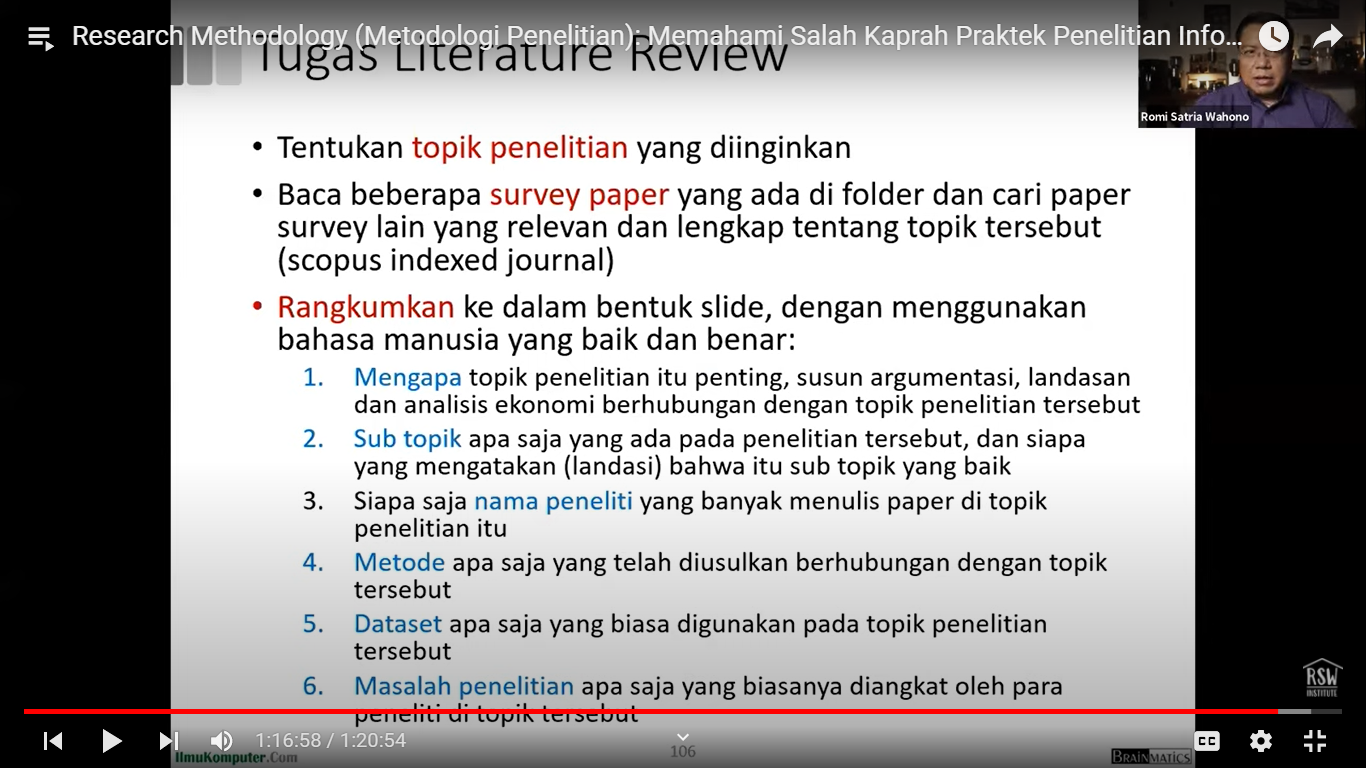 Research Methodology (Metodologi Penelitian): Memahami Salah Kaprah Praktek Penelitian Info...
Tugas Literature Review
Romi Satria Wahono
• Tentukan topik penelitian yang diinginkan
• Baca beberapa survey paper yang ada di folder dan cari paper
survey lain yang relevan dan lengkap tentang topik tersebut
(scopus indexed journal)
• Rangkumkan ke dalam bentuk slide, dengan menggunakan
bahasa manusia yang baik dan benar:
1. Mengapa topik penelitian itu penting, susun argumentasi, landasan
dan analisis ekonomi berhubungan dengan topik penelitian tersebut
2. Sub topik apa saja yang ada pada penelitian tersebut, dan siapa
yang mengatakan (landasi) bahwa itu sub topik yang baik
3. Siapa saja nama peneliti yang banyak menulis paper di topik
penelitian itu
4. Metode apa saja yang telah diusulkan berhubungan dengan topik
tersebut
5. Dataset apa saja yang biasa digunakan pada topik penelitian
tersebut
6. Masalah penelitian apa saja yang biasanya diangkat oleh para
peneliti di topik tersebut
RSW
INSTITUTE
1:16:58 / 1:20:54
CC
IlmuKomputer.Com
106
BRAINMATICS